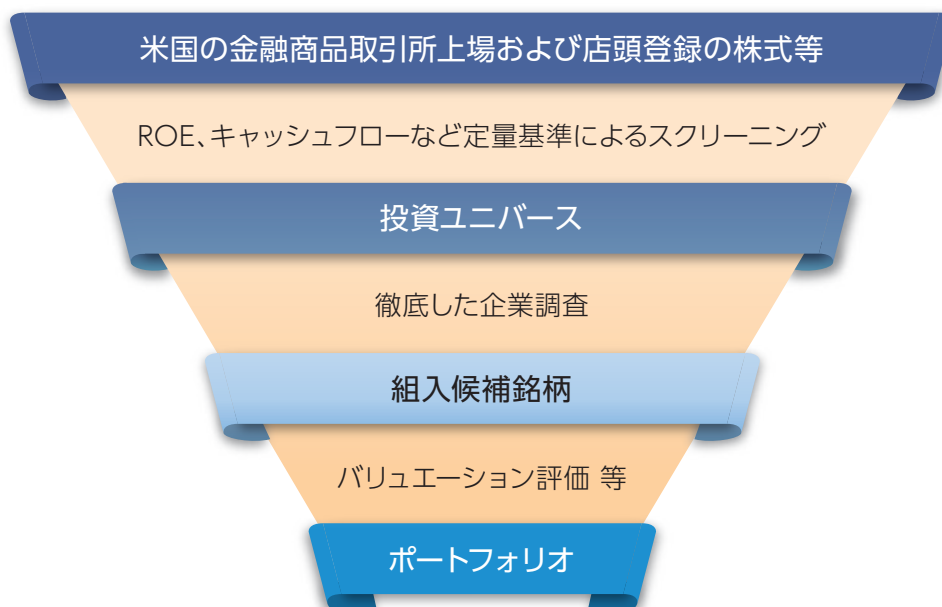 米国の金融商品取引所上場および店頭登録の株式等
ROE、キャッシュフローなど定量基準によるスクリーニング
投資ユニバース
徹底した企業調査
組入候補銘柄
バリュエーション評価 等
ポートフォリオ